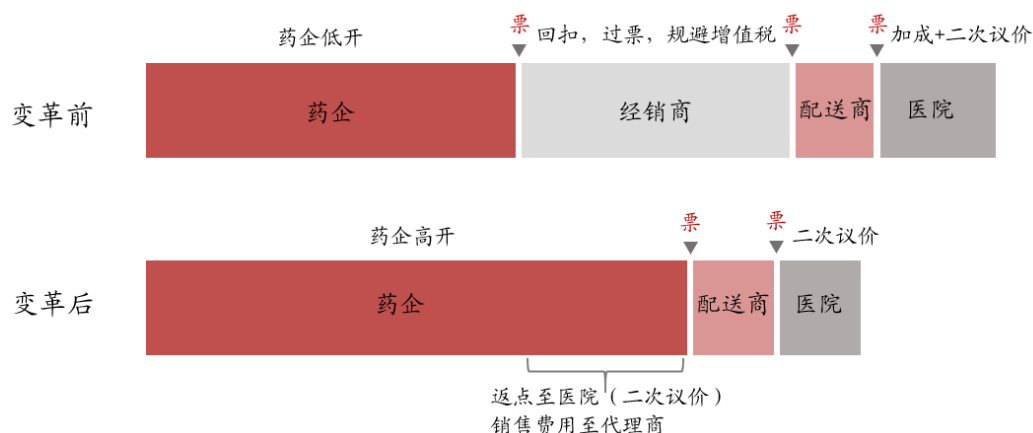 药企低开
票
回扣，过票，规避增值税
票
票
加成+二次议价
变革前
药企
经销商
配送商
医院
药企高开
票
票
二次议价
变革后
药企
配送商
医院
返点至医院（二次议价）
销售费用至代理商